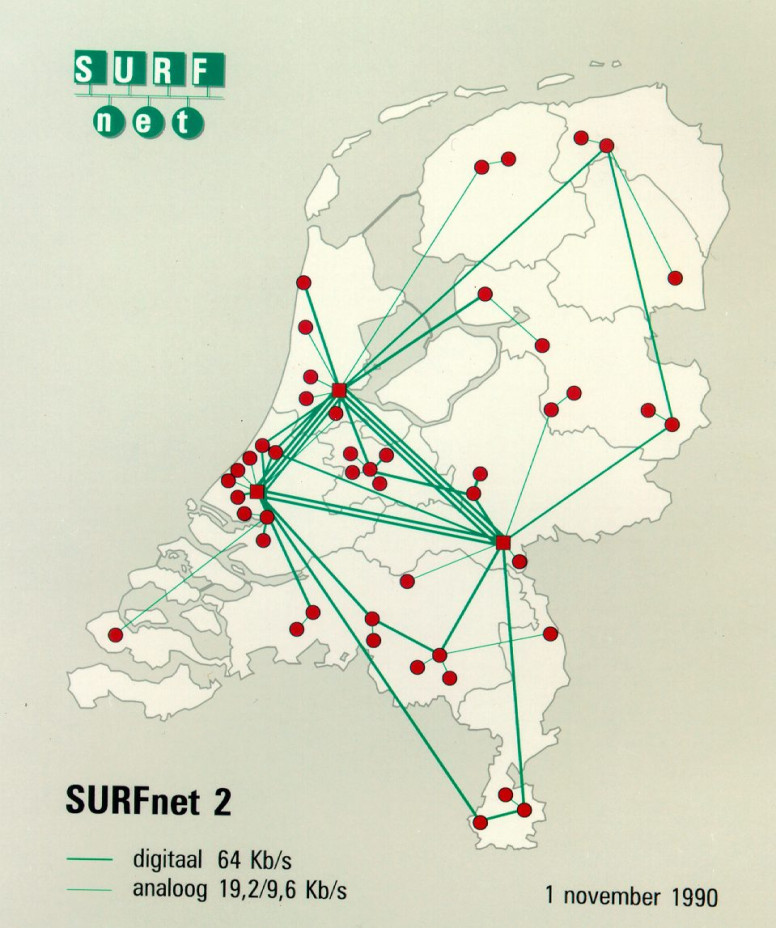 SURF
net
SURFnet 2
digitaal 64 Kb/s
analoog 19,2/9,6 Kb/s
1 november 1990